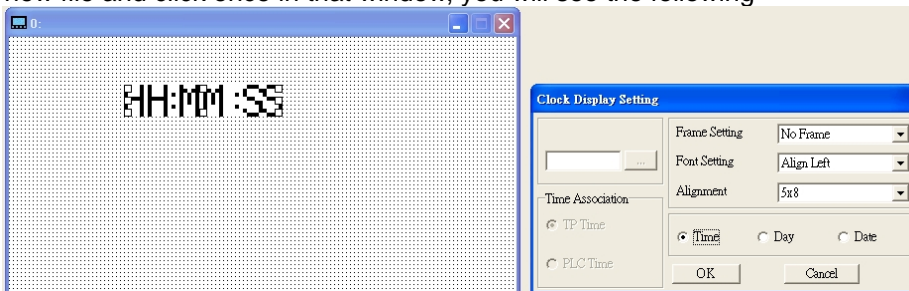 new file and click once in that window, you will see the following
0:
HH:MM :SS
Clock Display Setting
Frame Setting No Frame
... Font Setting Align Left
Alignment 5x8
Time Association
TP Time
Time Day Date
PLC Time
OK Cancel